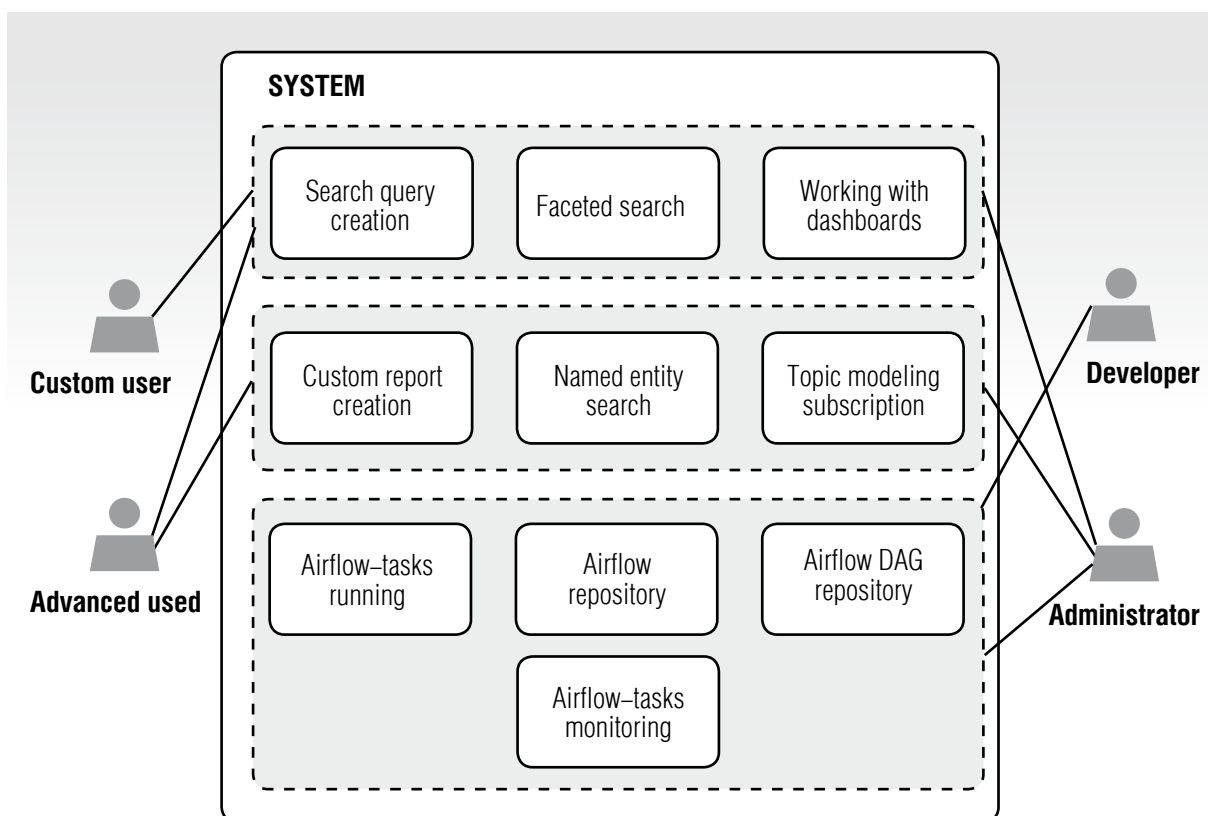 SYSTEM
Search query
creation
Faceted search
Working with
dashboards
Custom user
Developer
Custom report
creation
Named entity
search
Topic modeling
subscription
Advanced used
Administrator
Airflow–tasks
running
Airflow
repository
Airflow DAG
repository
Airflow–tasks
monitoring